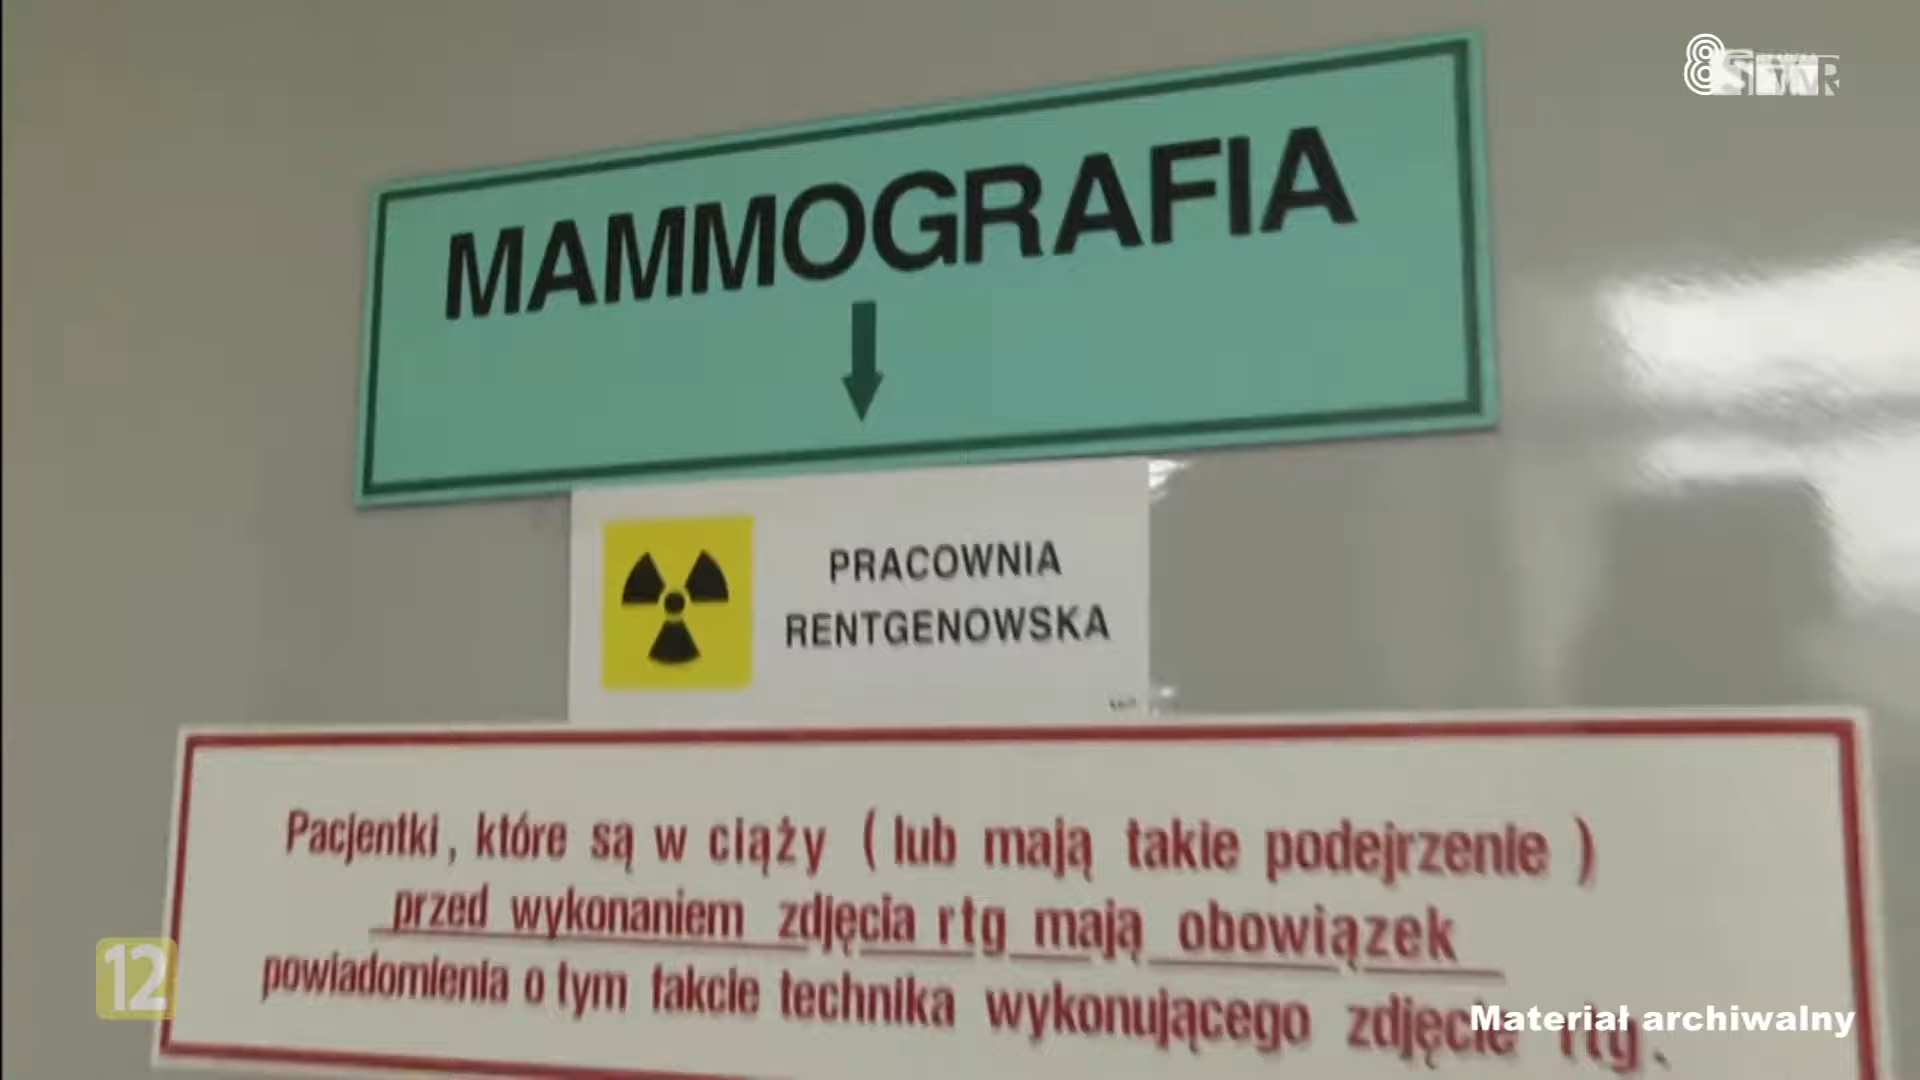 MAMMOGRAFIA
PRACOWNIA
RENTGENOWSKA
Pacjentki, które są w ciąży ( lub mają takie podejrzenie )
przed wykonaniem zdjęcia rtg mają obowiązek
powiadomienia o tym fakcie technika wykonującego zdjęcie rtg.
12
Materiał archiwalny